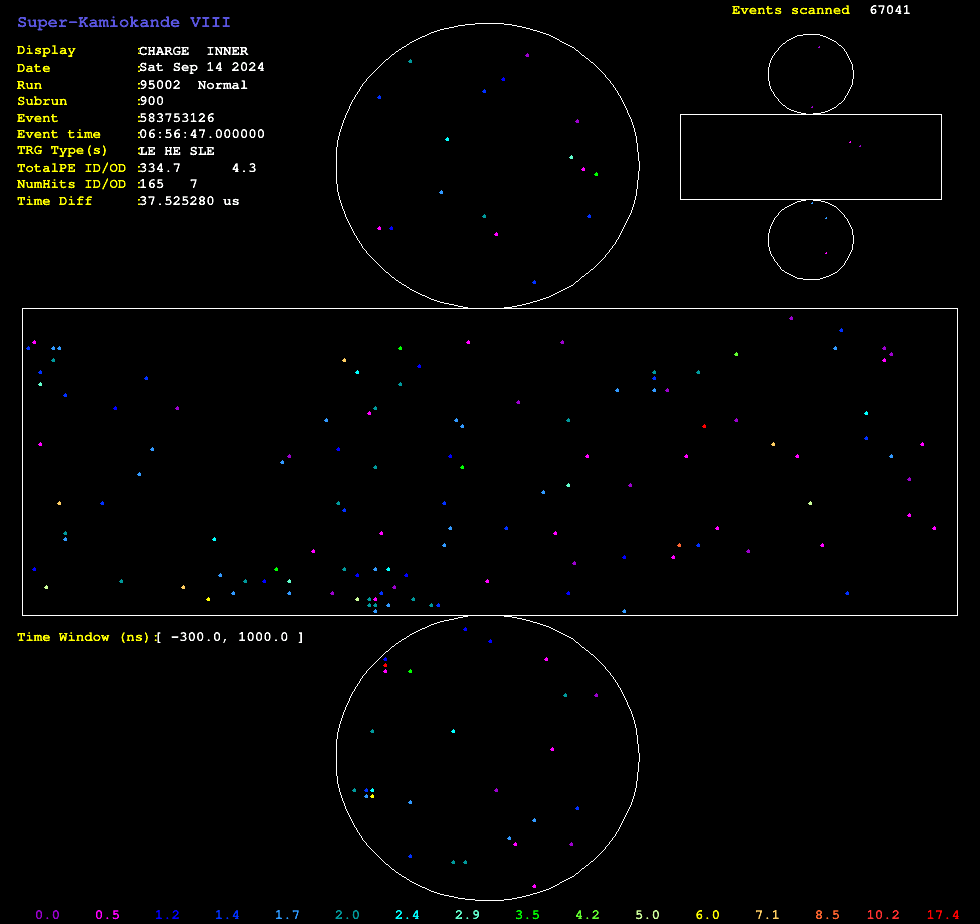 Events scanned 67041
Super-Kamiokande VIII
Display :CHARGE INNER
Date :Sat Sep 14 2024
Run :95002 Normal
Subrun :900
Event :583753126
Event time :06:56:47.000000
TRG Type(s) :LE HE SLE
TotalPE ID/OD :334.7 4.3
NumHits ID/OD :165 7
Time Diff :37.525280 us
Time Window (ns):[ -300.0, 1000.0 ]
0.0 0.5 1.2 1.4 1.7 2.0 2.4 2.9 3.5 4.2 5.0 6.0 7.1 8.5 10.2 17.4